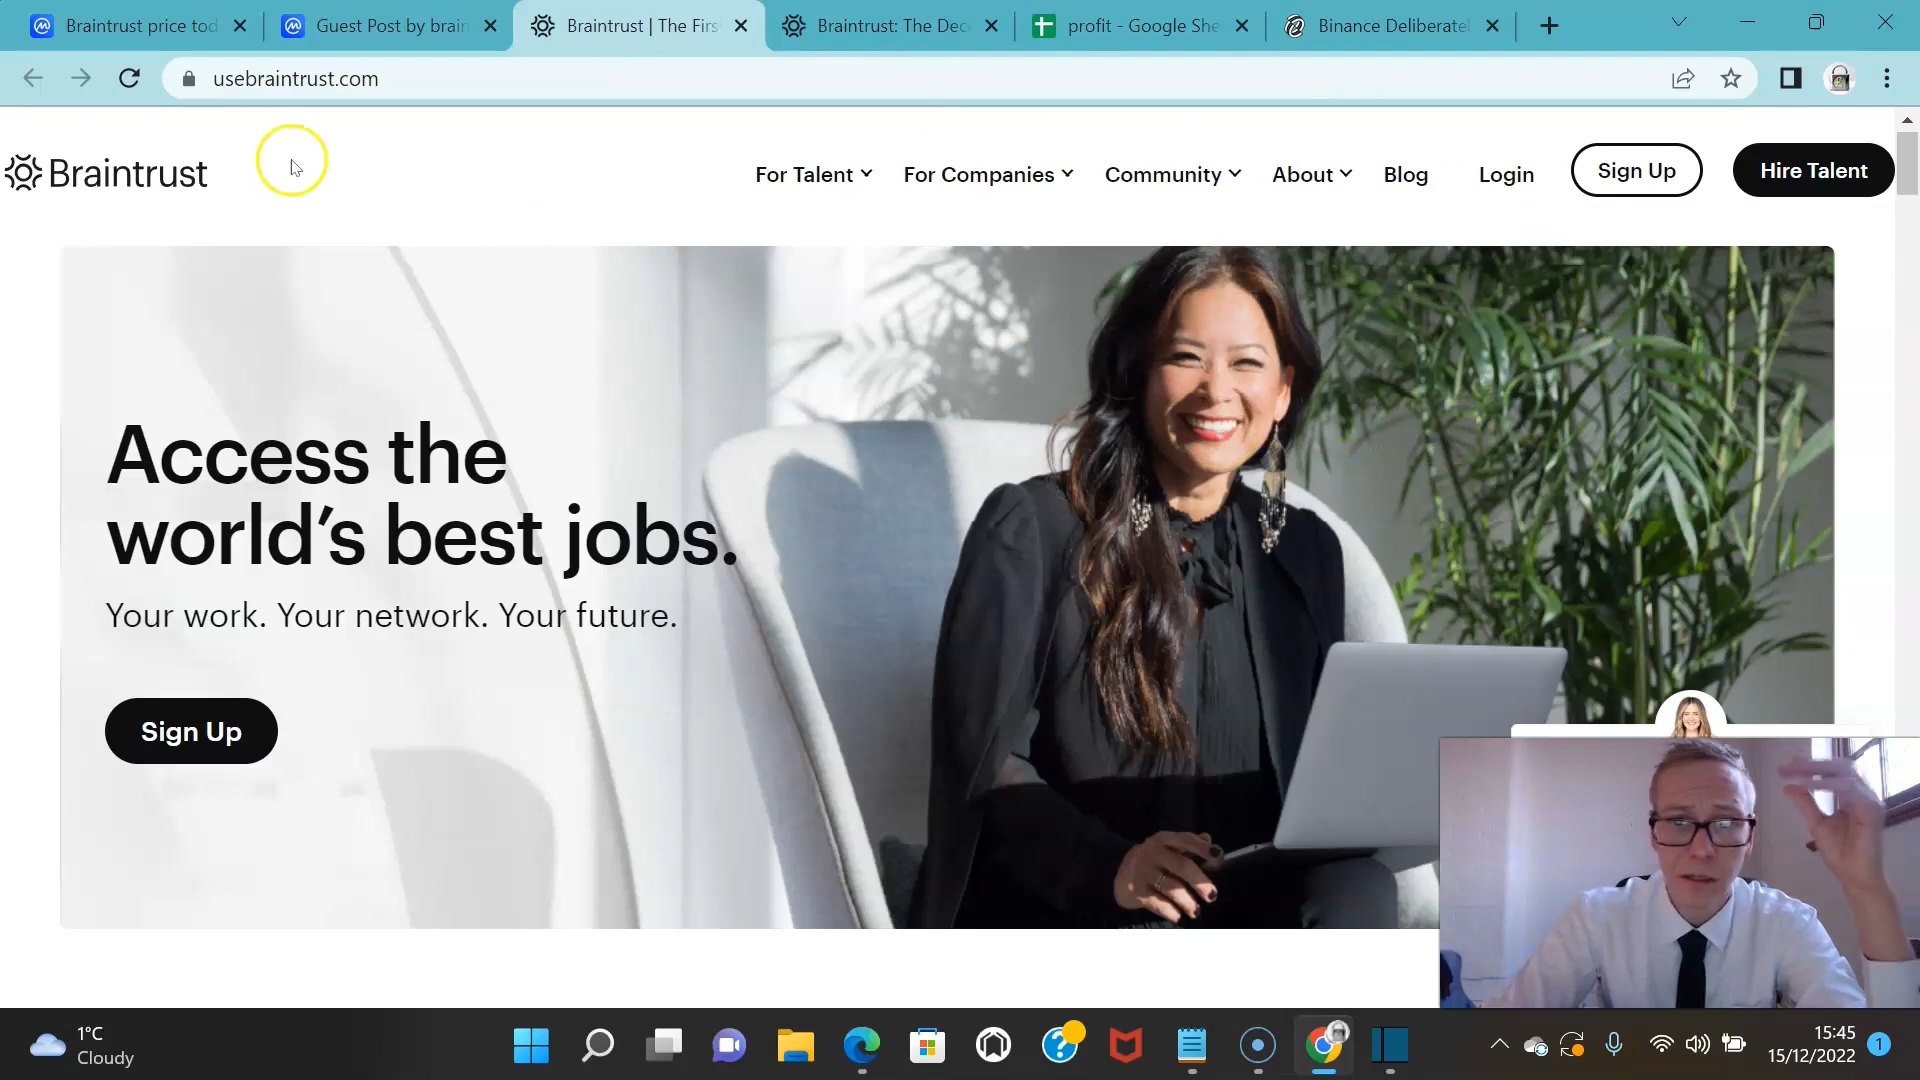 Braintrust price tod
Guest Post by brain
Braintrust | The Firs
Braintrust: The Dec
profit - Google She
Binance Deliberatel
usebraintrust.com
Braintrust
For Talent
For Companies
Community
About
Blog
Login
Sign Up
Hire Talent
Access the
world's best jobs.
Your work. Your network. Your future.
Sign Up
1°C
Cloudy
15:45
15/12/2022
1